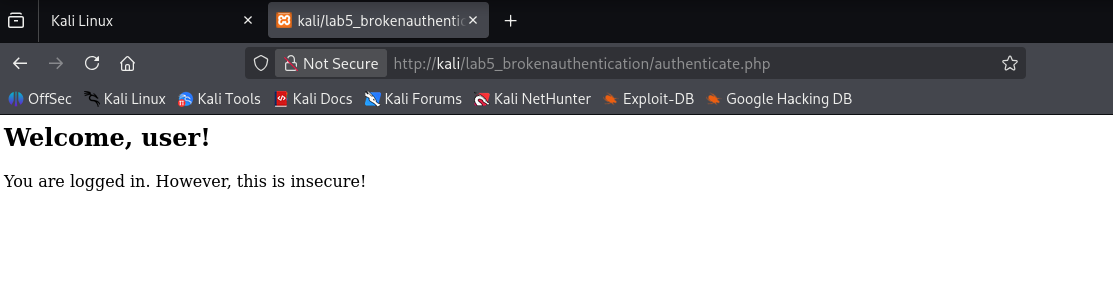 Kali Linux
kali/lab5_brokenauthentic
Not Secure http://kali/lab5_brokenauthentication/authenticate.php
OffSec Kali Linux Kali Tools Kali Docs Kali Forums Kali NetHunter Exploit-DB Google Hacking DB
Welcome, user!
You are logged in. However, this is insecure!